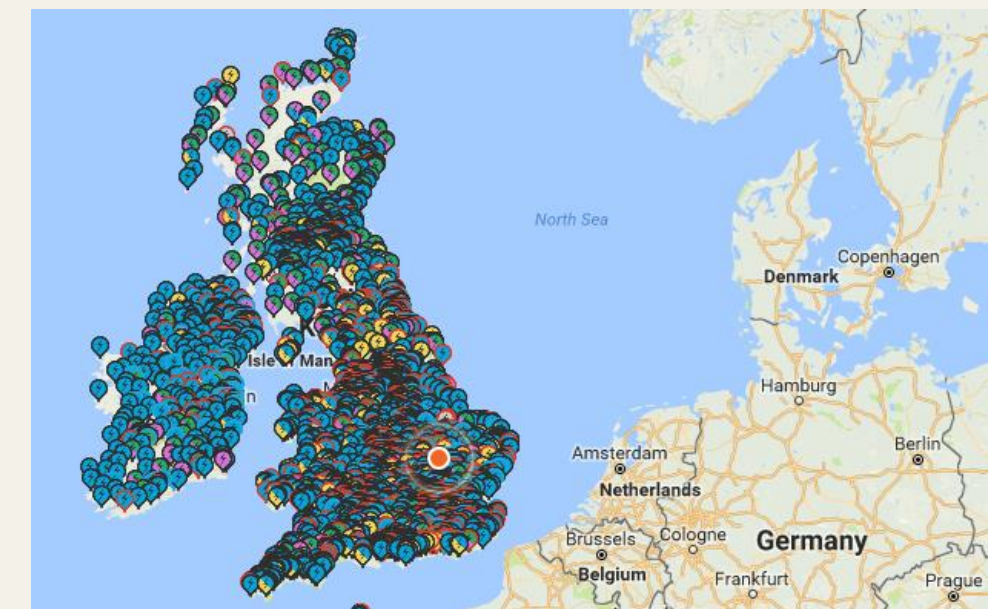 North Sea
Copenhagen
Denmark
Isle of Man
Hamburg
Berlin
Amsterdam
Netherlands
Brussels
Cologne
Germany
Belgium
Frankfurt
Prague